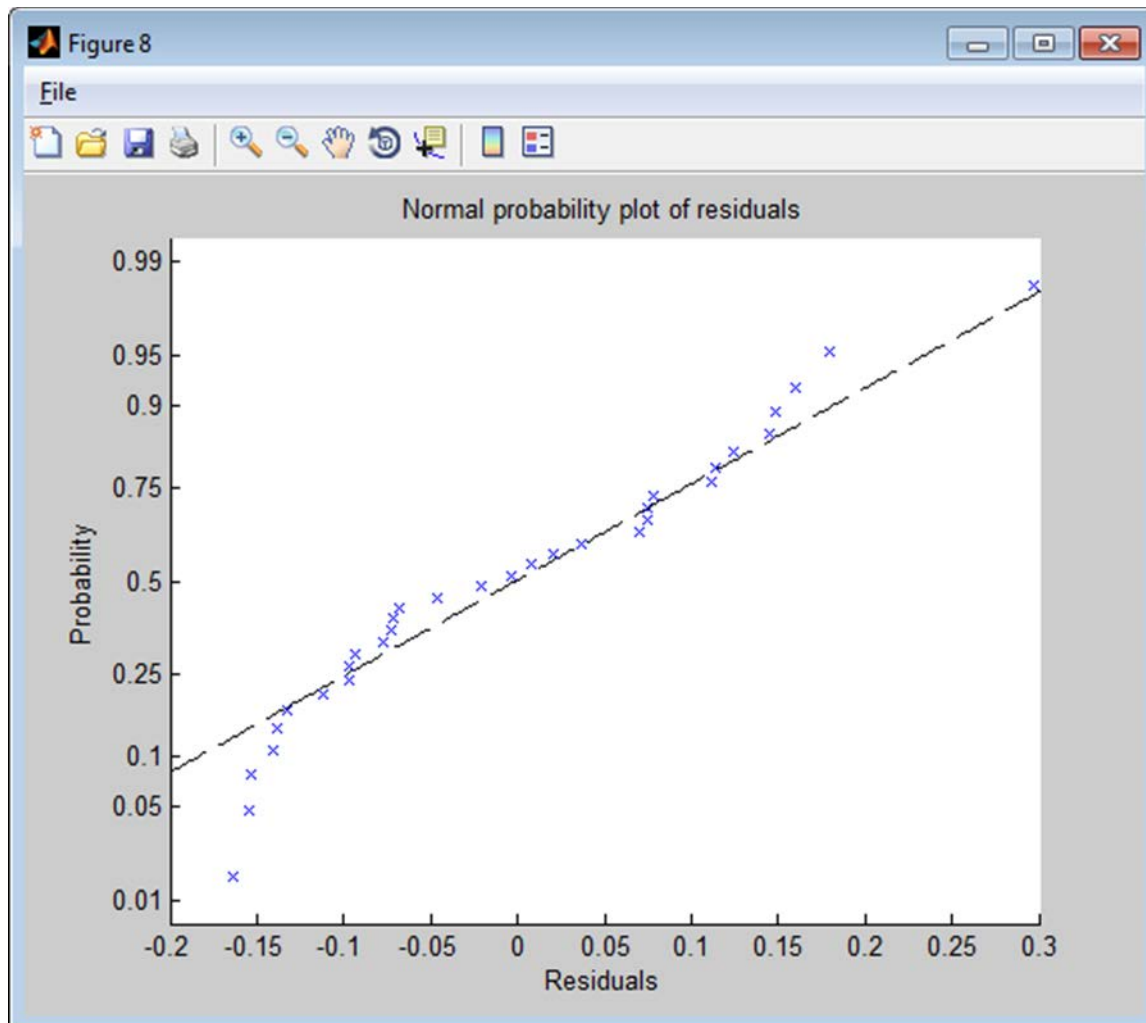 Figure 8
File
Normal probability plot of residuals
0.99
0.95
0.9
0.75
0.5
0.25
0.1
0.05
0.01
Probability
-0.2 -0.15 -0.1 -0.05 0 0.05 0.1 0.15 0.2 0.25 0.3
Residuals